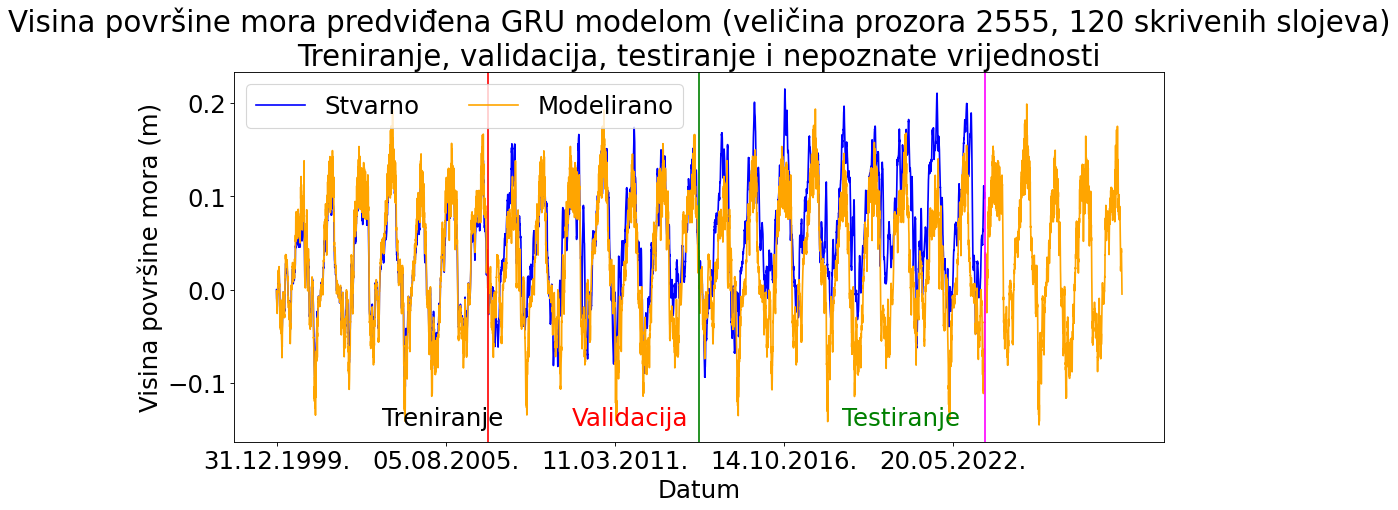 Visina površine mora predviđena GRU modelom (veličina prozora 2555, 120 skrivenih slojeva)
Treniranje, validacija, testiranje i nepoznate vrijednosti
Stvarno
Modelirano
Visina površine mora (m)
0.2
0.1
0.0
−0.1
Treniranje
Validacija
Testiranje
31.12.1999.
05.08.2005.
11.03.2011.
14.10.2016.
20.05.2022.
Datum